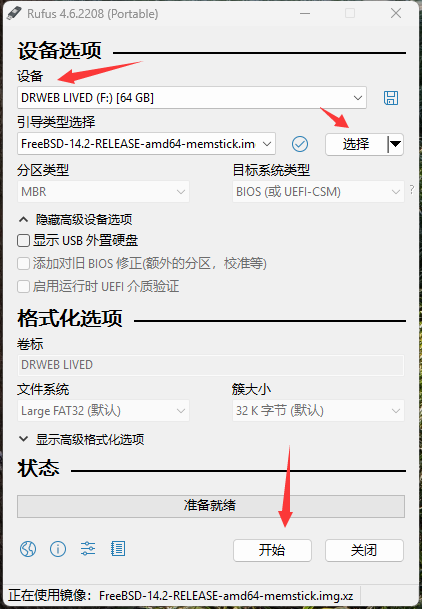 Rufus 4.6.2208 (Portable)
设备选项
设备
DRWEB LIVED (F:) [64 GB]
引导类型选择
FreeBSD-14.2-RELEASE-amd64-memstick.im
选择
分区类型
目标系统类型
MBR
BIOS (或 UEFI-CSM)
?
隐藏高级设备选项
显示 USB 外置硬盘
添加对旧 BIOS 修正(额外的分区，校准等)
启用运行时 UEFI 介质验证
格式化选项
卷标
DRWEB LIVED
文件系统
簇大小
Large FAT32 (默认)
32 K 字节 (默认)
显示高级格式化选项
状态
准备就绪
开始
关闭
正在使用镜像：FreeBSD-14.2-RELEASE-amd64-memstick.img.xz